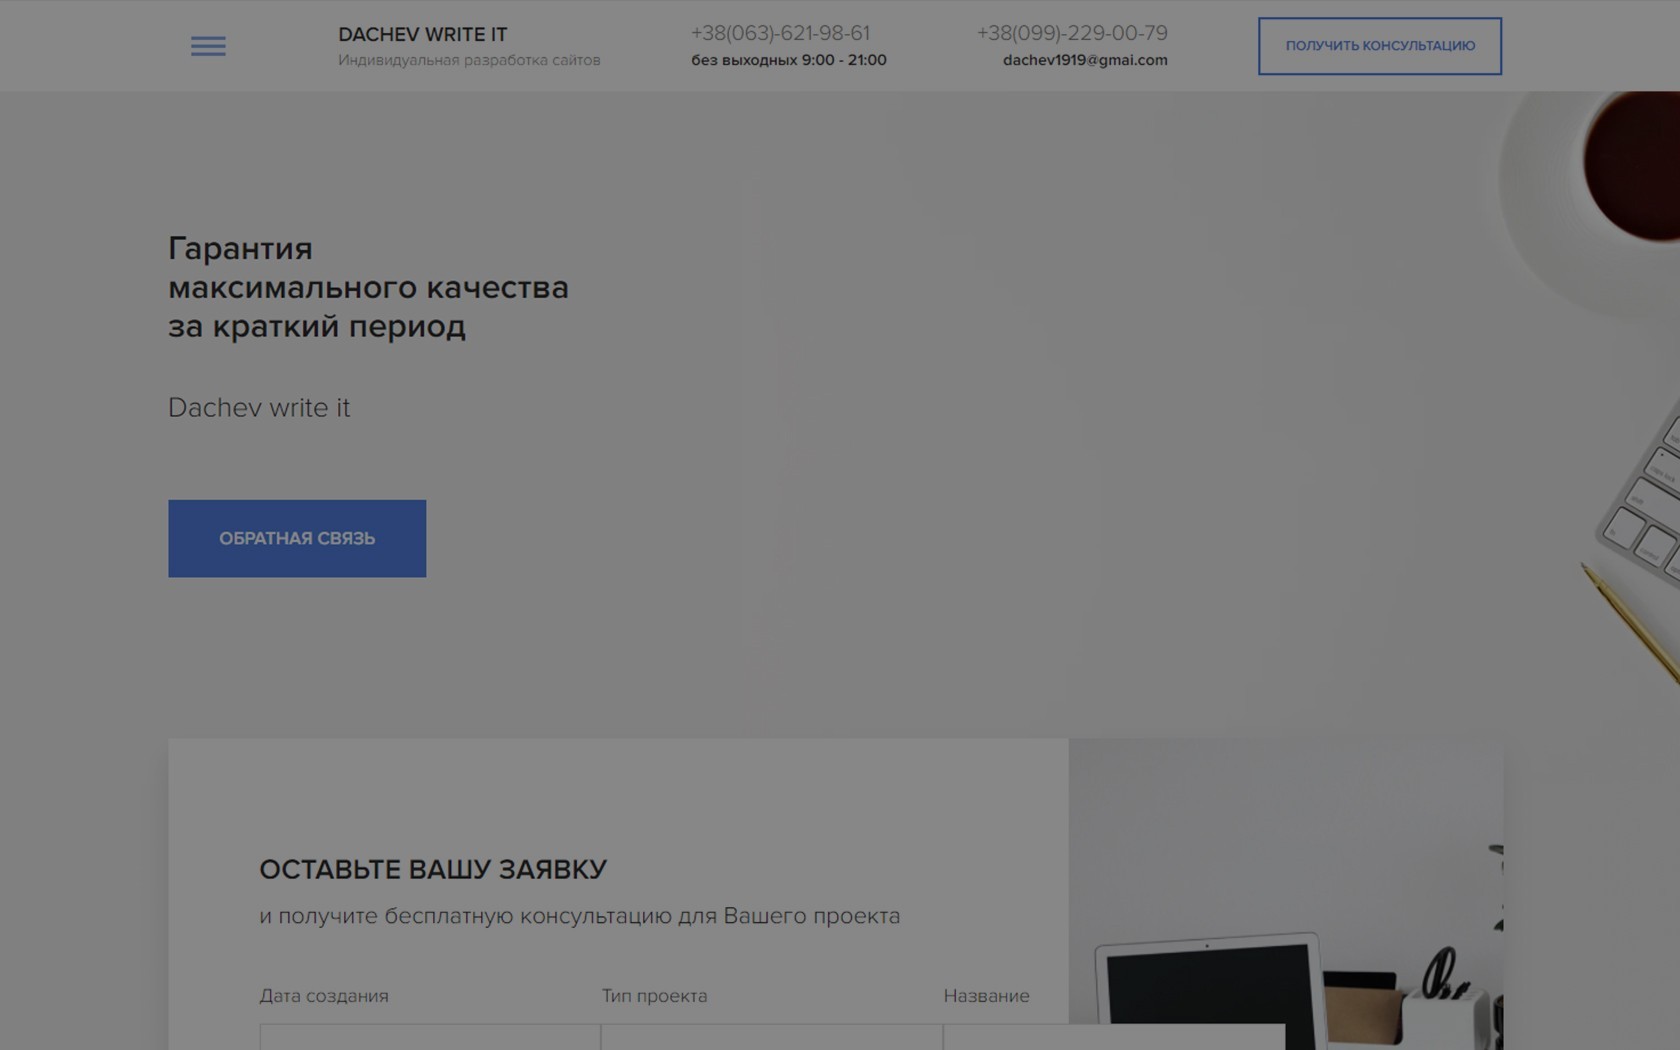 DACHEV WRITE IT
Индивидуальная разработка сайтов
+38(063)-621-98-61
без выходных 9:00 - 21:00
+38(099)-229-00-79
dachev1919@gmai.com
ПОЛУЧИТЬ КОНСУЛЬТАЦИЮ
Гарантия
максимального качества
за краткий период
Dachev write it
ОБРАТНАЯ СВЯЗЬ
ОСТАВЬТЕ ВАШУ ЗАЯВКУ
и получите бесплатную консультацию для Вашего проекта
Дата создания
Тип проекта
Название